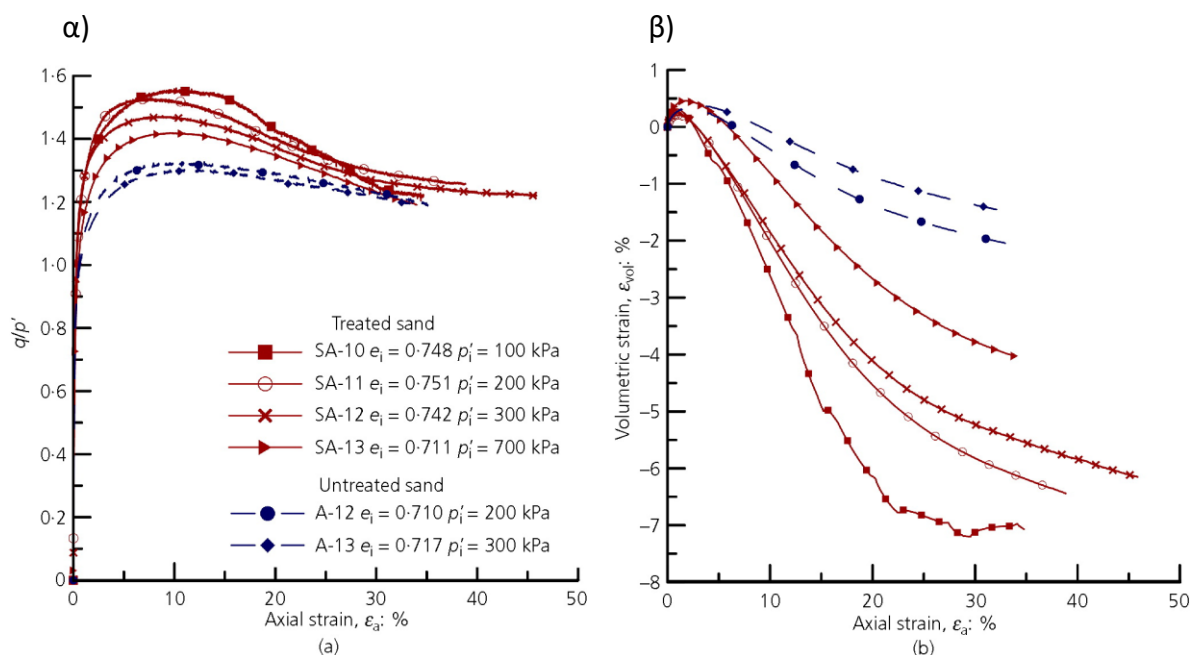 α)
β)
1·6
1·4
1·2
1·0
0·8
0·6
0·4
0·2
0
q/p′
0
10
20
30
40
50
Axial strain, εa: %
(a)
Treated sand
SA-10 ei = 0·748 p′i = 100 kPa
SA-11 ei = 0·751 p′i = 200 kPa
SA-12 ei = 0·742 p′i = 300 kPa
SA-13 ei = 0·711 p′i = 700 kPa
Untreated sand
A-12 ei = 0·710 p′i = 200 kPa
A-13 ei = 0·717 p′i = 300 kPa
1
0
−1
−2
−3
−4
−5
−6
−7
−8
Volumetric strain, εvol: %
0
10
20
30
40
50
Axial strain, εa: %
(b)